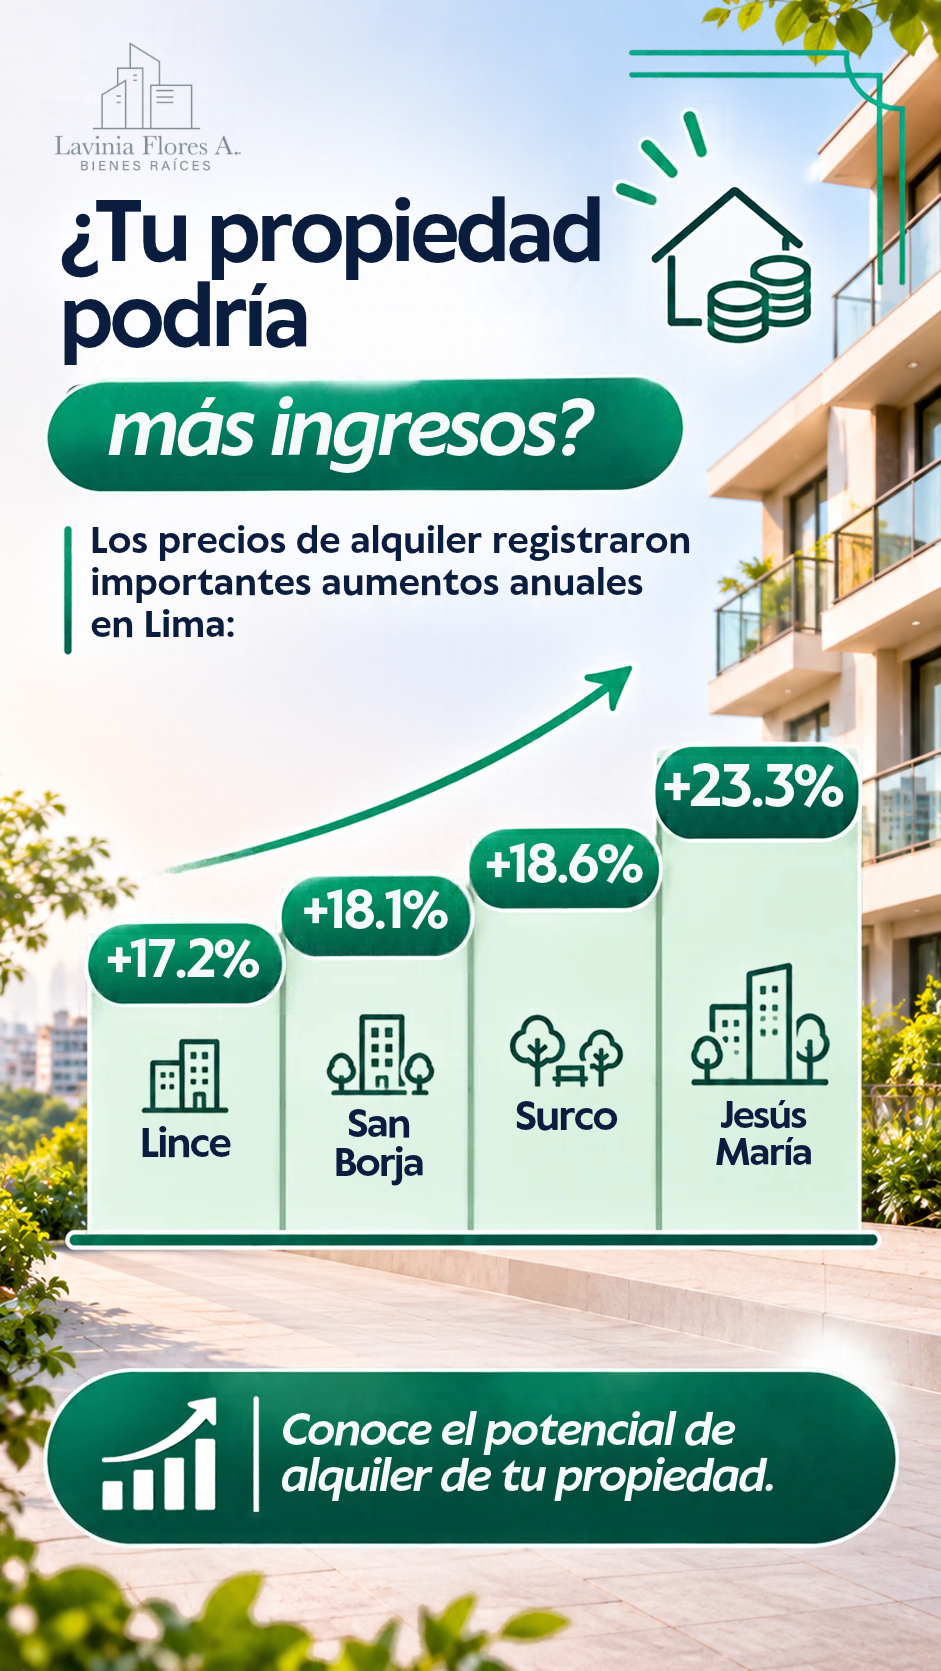 Lavinia Flores A.
BIENES RAÍCES
¿Tu propiedad
podría
más ingresos?
Los precios de alquiler registraron
importantes aumentos anuales
en Lima:
+23.3%
+18.6%
+18.1%
+17.2%
Lince
San
Borja
Surco
Jesús
María
Conoce el potencial de
alquiler de tu propiedad.